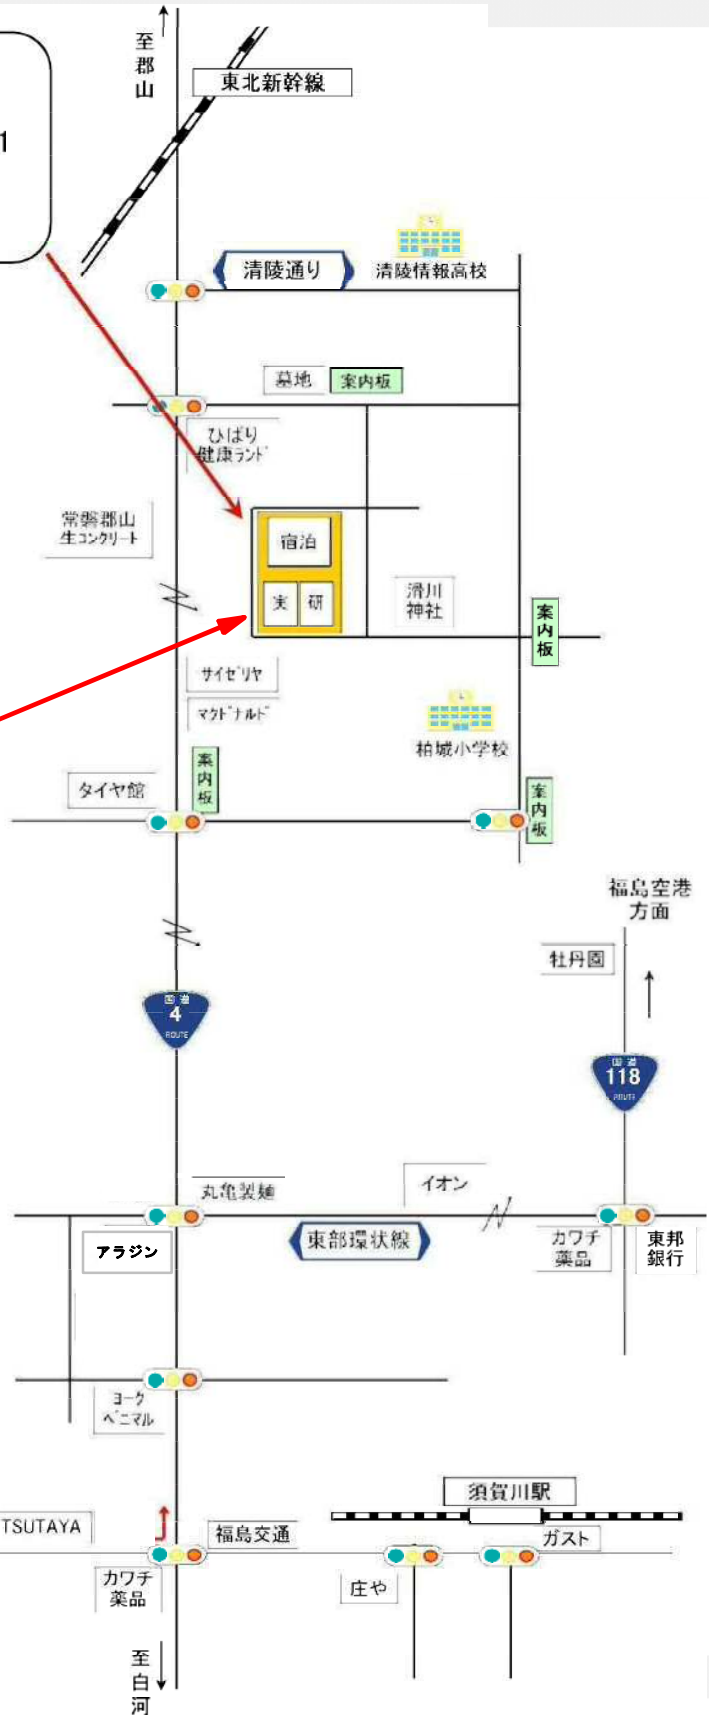 至郡山
東北新幹線
1
清陵通り
清陵情報高校
墓地
案内板
ひばり
健康ランド
常磐郡山
生コンクリート
宿泊
実
研
滑川
神社
案内板
サイゼリヤ
マクドナルド
柏城小学校
タイヤ館
案内板
案内板
福島空港
方面
牡丹園
国道
4
ROUTE
国道
118
ROUTE
丸亀製麺
イオン
アラジン
東部環状線
カワチ
薬品
東邦
銀行
ヨーク
ベニマル
須賀川駅
TSUTAYA
福島交通
ガスト
カワチ
薬品
庄や
至白河